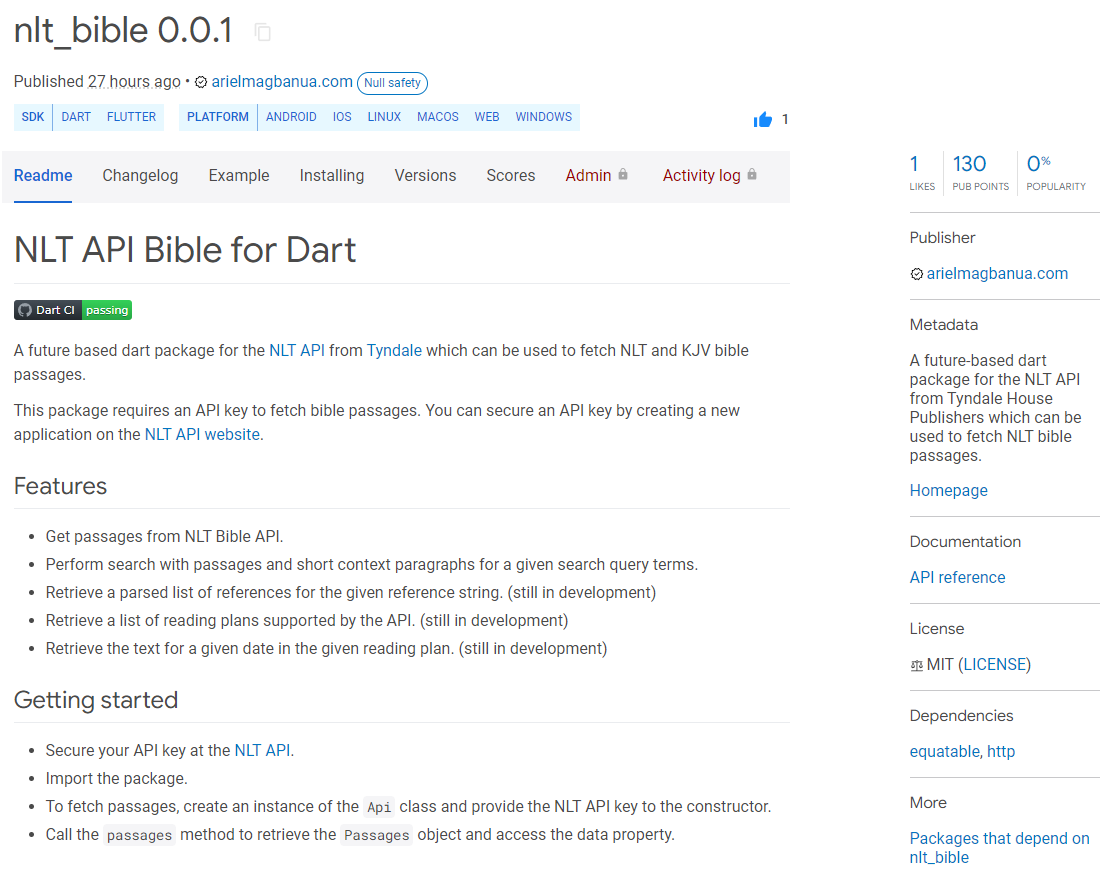 nlt_bible 0.0.1
Published 27 hours ago • arielmagbanua.com Null safety
SDK DART FLUTTER PLATFORM ANDROID IOS LINUX MACOS WEB WINDOWS
1
Readme Changelog Example Installing Versions Scores Admin Activity log
NLT API Bible for Dart
Dart CI passing
A future based dart package for the NLT API from Tyndale which can be used to fetch NLT and KJV bible
passages.
This package requires an API key to fetch bible passages. You can secure an API key by creating a new
application on the NLT API website.
Features
• Get passages from NLT Bible API.
• Perform search with passages and short context paragraphs for a given search query terms.
• Retrieve a parsed list of references for the given reference string. (still in development)
• Retrieve a list of reading plans supported by the API. (still in development)
• Retrieve the text for a given date in the given reading plan. (still in development)
Getting started
• Secure your API key at the NLT API.
• Import the package.
• To fetch passages, create an instance of the Api class and provide the NLT API key to the constructor.
• Call the passages method to retrieve the Passages object and access the data property.
1 130 0%
LIKES PUB POINTS POPULARITY
Publisher
arielmagbanua.com
Metadata
A future-based dart
package for the NLT API
from Tyndale House
Publishers which can be
used to fetch NLT bible
passages.
Homepage
Documentation
API reference
License
MIT (LICENSE)
Dependencies
equatable, http
More
Packages that depend on
nlt_bible